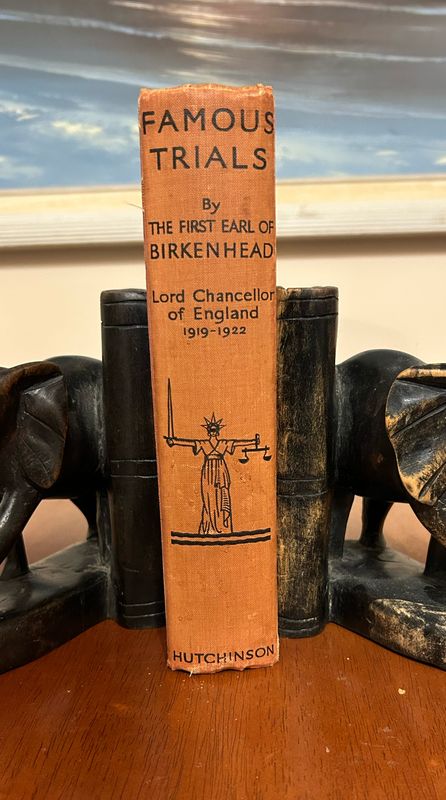 FAMOUS
TRIALS
By
THE FIRST EARL OF
BIRKENHEAD
Lord Chancellor
of England
1919-1922
HUTCHINSON